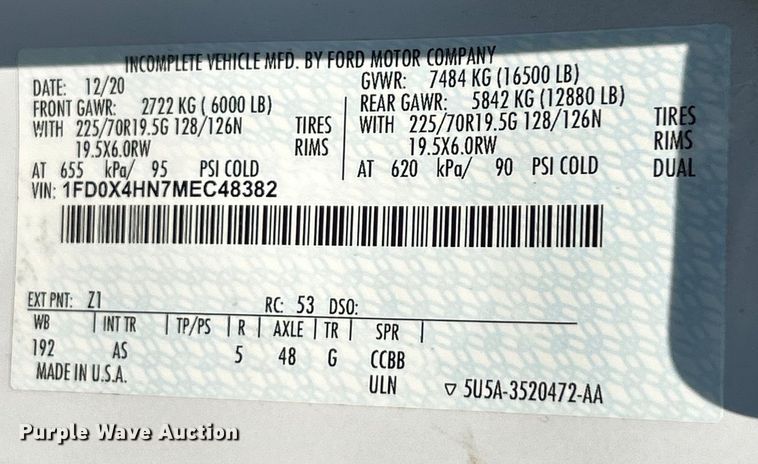 INCOMPLETE VEHICLE MFD. BY FORD MOTOR COMPANY
DATE: 12/20 GVWR: 7484 KG (16500 LB)
FRONT GAWR: 2722 KG ( 6000 LB) REAR GAWR: 5842 KG (12880 LB)
WITH 225/70R19.5G 128/126N TIRES WITH 225/70R19.5G 128/126N TIRES
19.5X6.0RW RIMS 19.5X6.0RW RIMS
AT 655 kPa/ 95 PSI COLD AT 620 kPa/ 90 PSI COLD DUAL
VIN: 1FD0X4HN7MEC48382
EXT PNT: Z1 RC: 53 DSO:
WB INT TR TP/PS R AXLE TR SPR
192 AS 5 48 G CCBB
MADE IN U.S.A. ULN ▽ 5U5A-3520472-AA
Purple Wave Auction